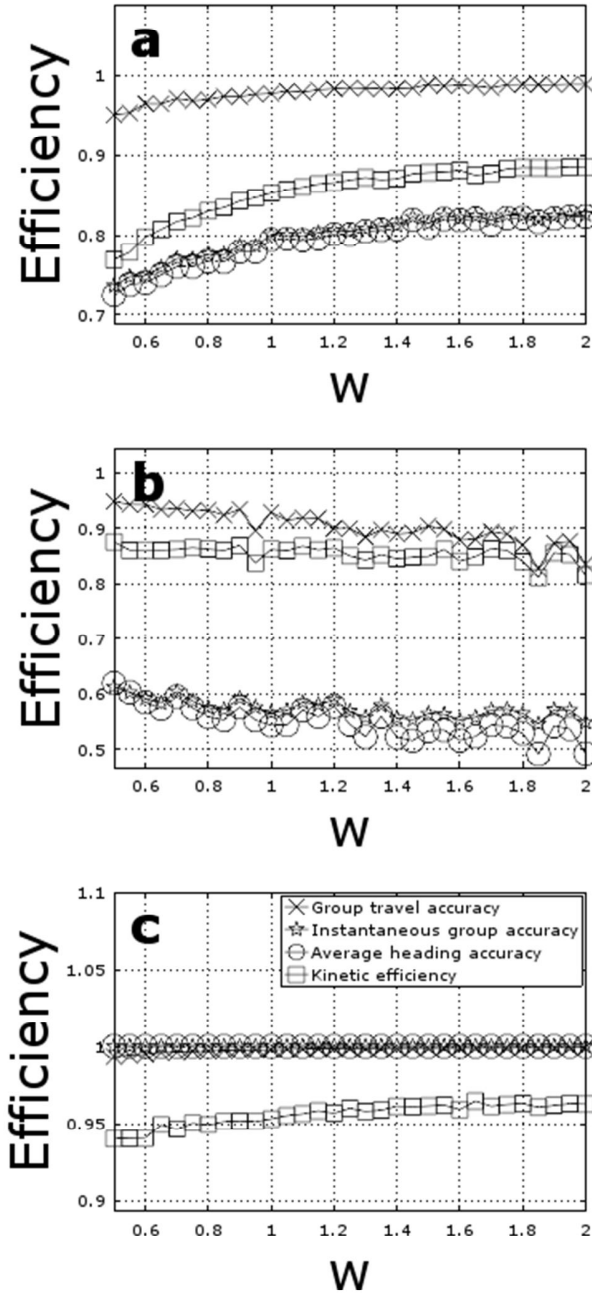 a
Efficiency
1
0.9
0.8
0.7
0.6 0.8 1 1.2 1.4 1.6 1.8 2
w
b
Efficiency
1
0.9
0.8
0.7
0.6
0.5
0.6 0.8 1 1.2 1.4 1.6 1.8 2
w
c
Efficiency
1.1
1.05
1
0.95
0.9
Group travel accuracy
Instantaneous group accuracy
Average heading accuracy
Kinetic efficiency
0.6 0.8 1 1.2 1.4 1.6 1.8 2
w